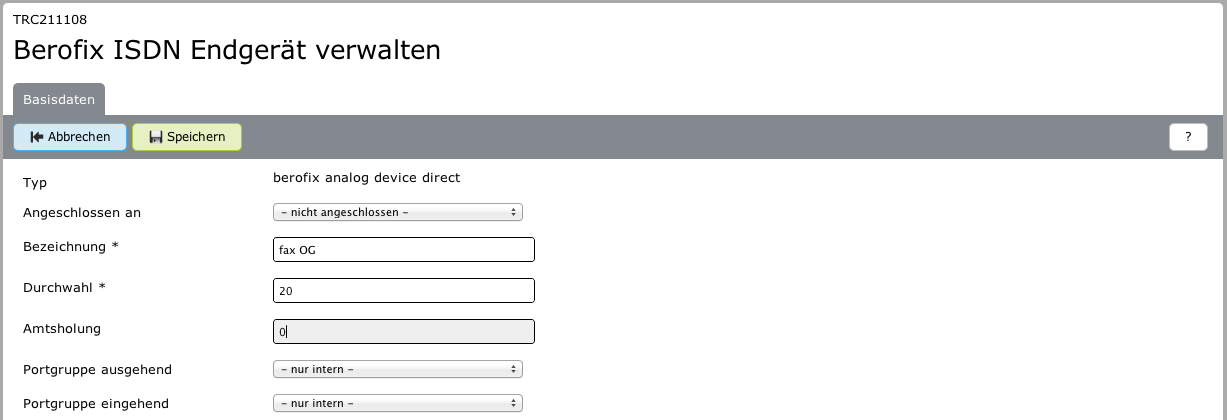 TRC211108
Berofix ISDN Endgerät verwalten
Basisdaten
Abbrechen Speichern ?
Typ berofix analog device direct
Angeschlossen an – nicht angeschlossen –
Bezeichnung * fax OG
Durchwahl * 20
Amtsholung 0
Portgruppe ausgehend – nur intern –
Portgruppe eingehend – nur intern –